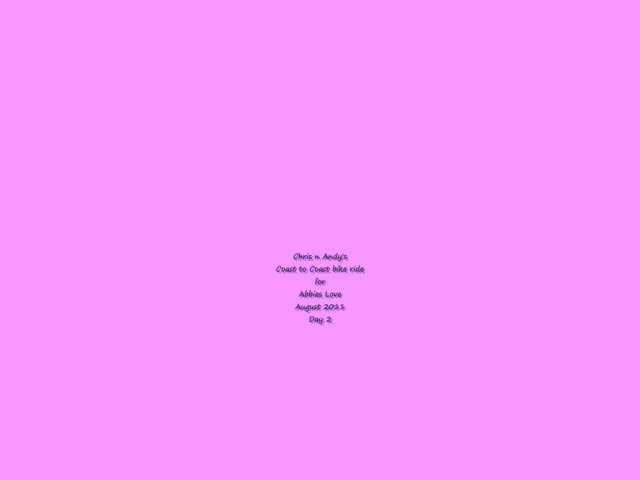 Chris n Andy's
Coast to Coast bike ride
for
Abbies Love
August 2011
Day 2